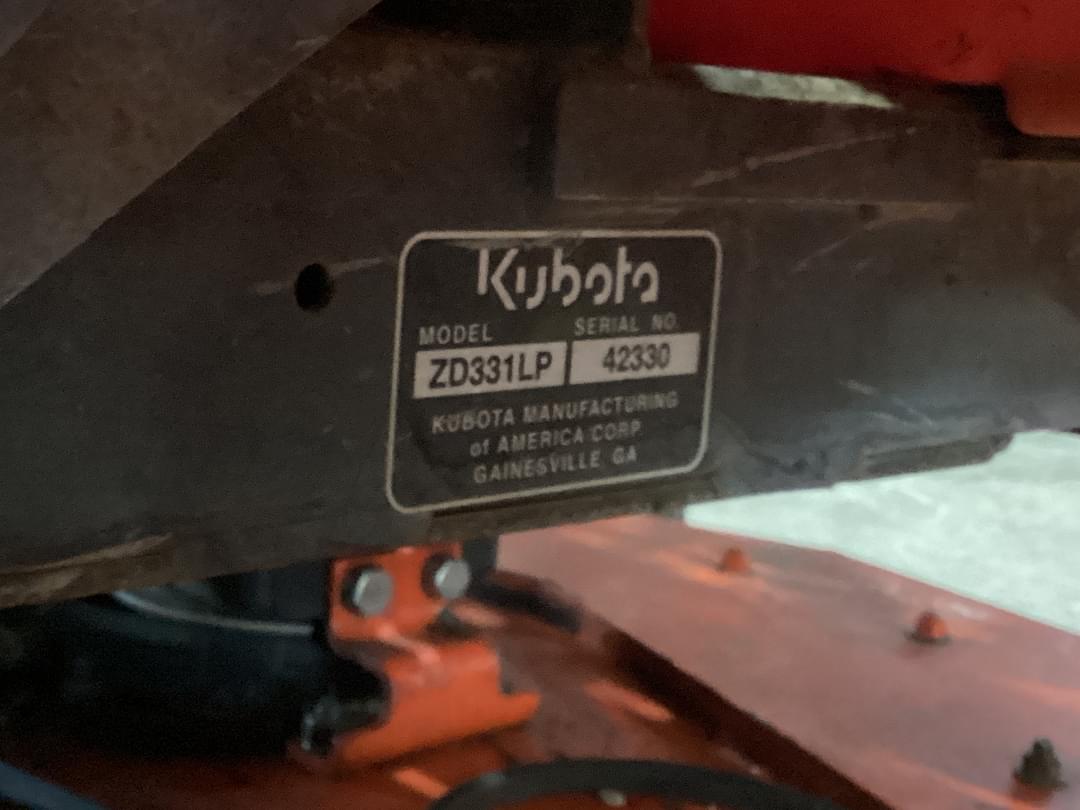 Kubota
MODEL SERIAL NO.
ZD331LP 42330
KUBOTA MANUFACTURING
of AMERICA CORP.
GAINESVILLE, GA